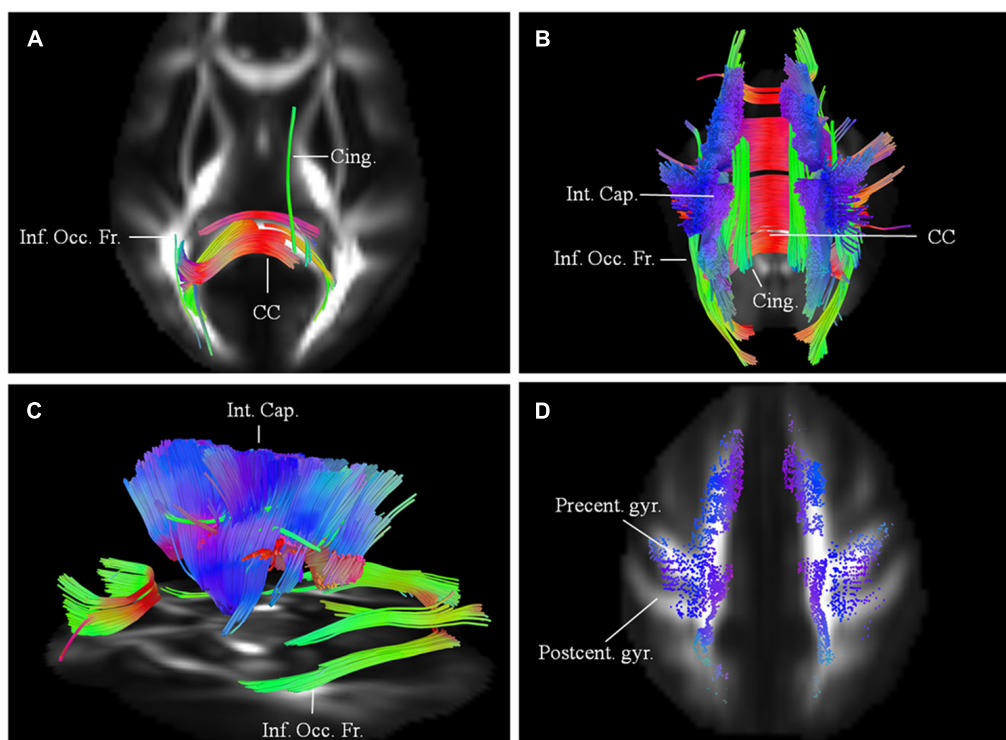 A
Cing.
Inf. Occ. Fr.
CC
B
Int. Cap.
CC
Inf. Occ. Fr.
Cing.
C
Int. Cap.
Inf. Occ. Fr.
D
Precent. gyr.
Postcent. gyr.